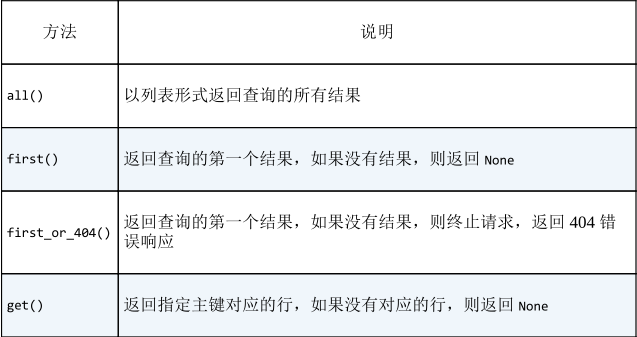 方法 说明
all() 以列表形式返回查询的所有结果
first() 返回查询的第一个结果，如果没有结果，则返回 None
first_or_404() 返回查询的第一个结果，如果没有结果，则终止请求，返回 404 错
误响应
get() 返回指定主键对应的行，如果没有对应的行，则返回 None